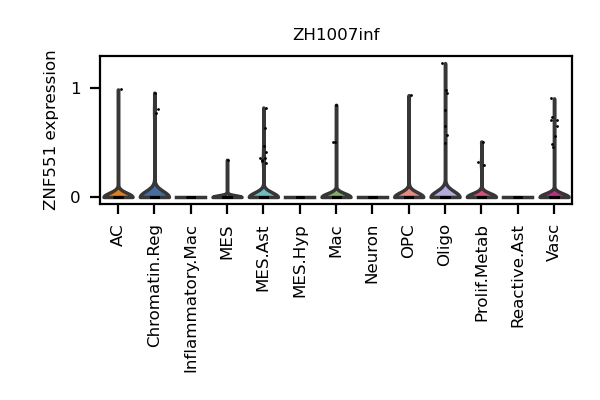 ZH1007inf
ZNF551 expression
1
0
AC
Chromatin.Reg
Inflammatory.Mac
MES
MES.Ast
MES.Hyp
Mac
Neuron
OPC
Oligo
Prolif.Metab
Reactive.Ast
Vasc